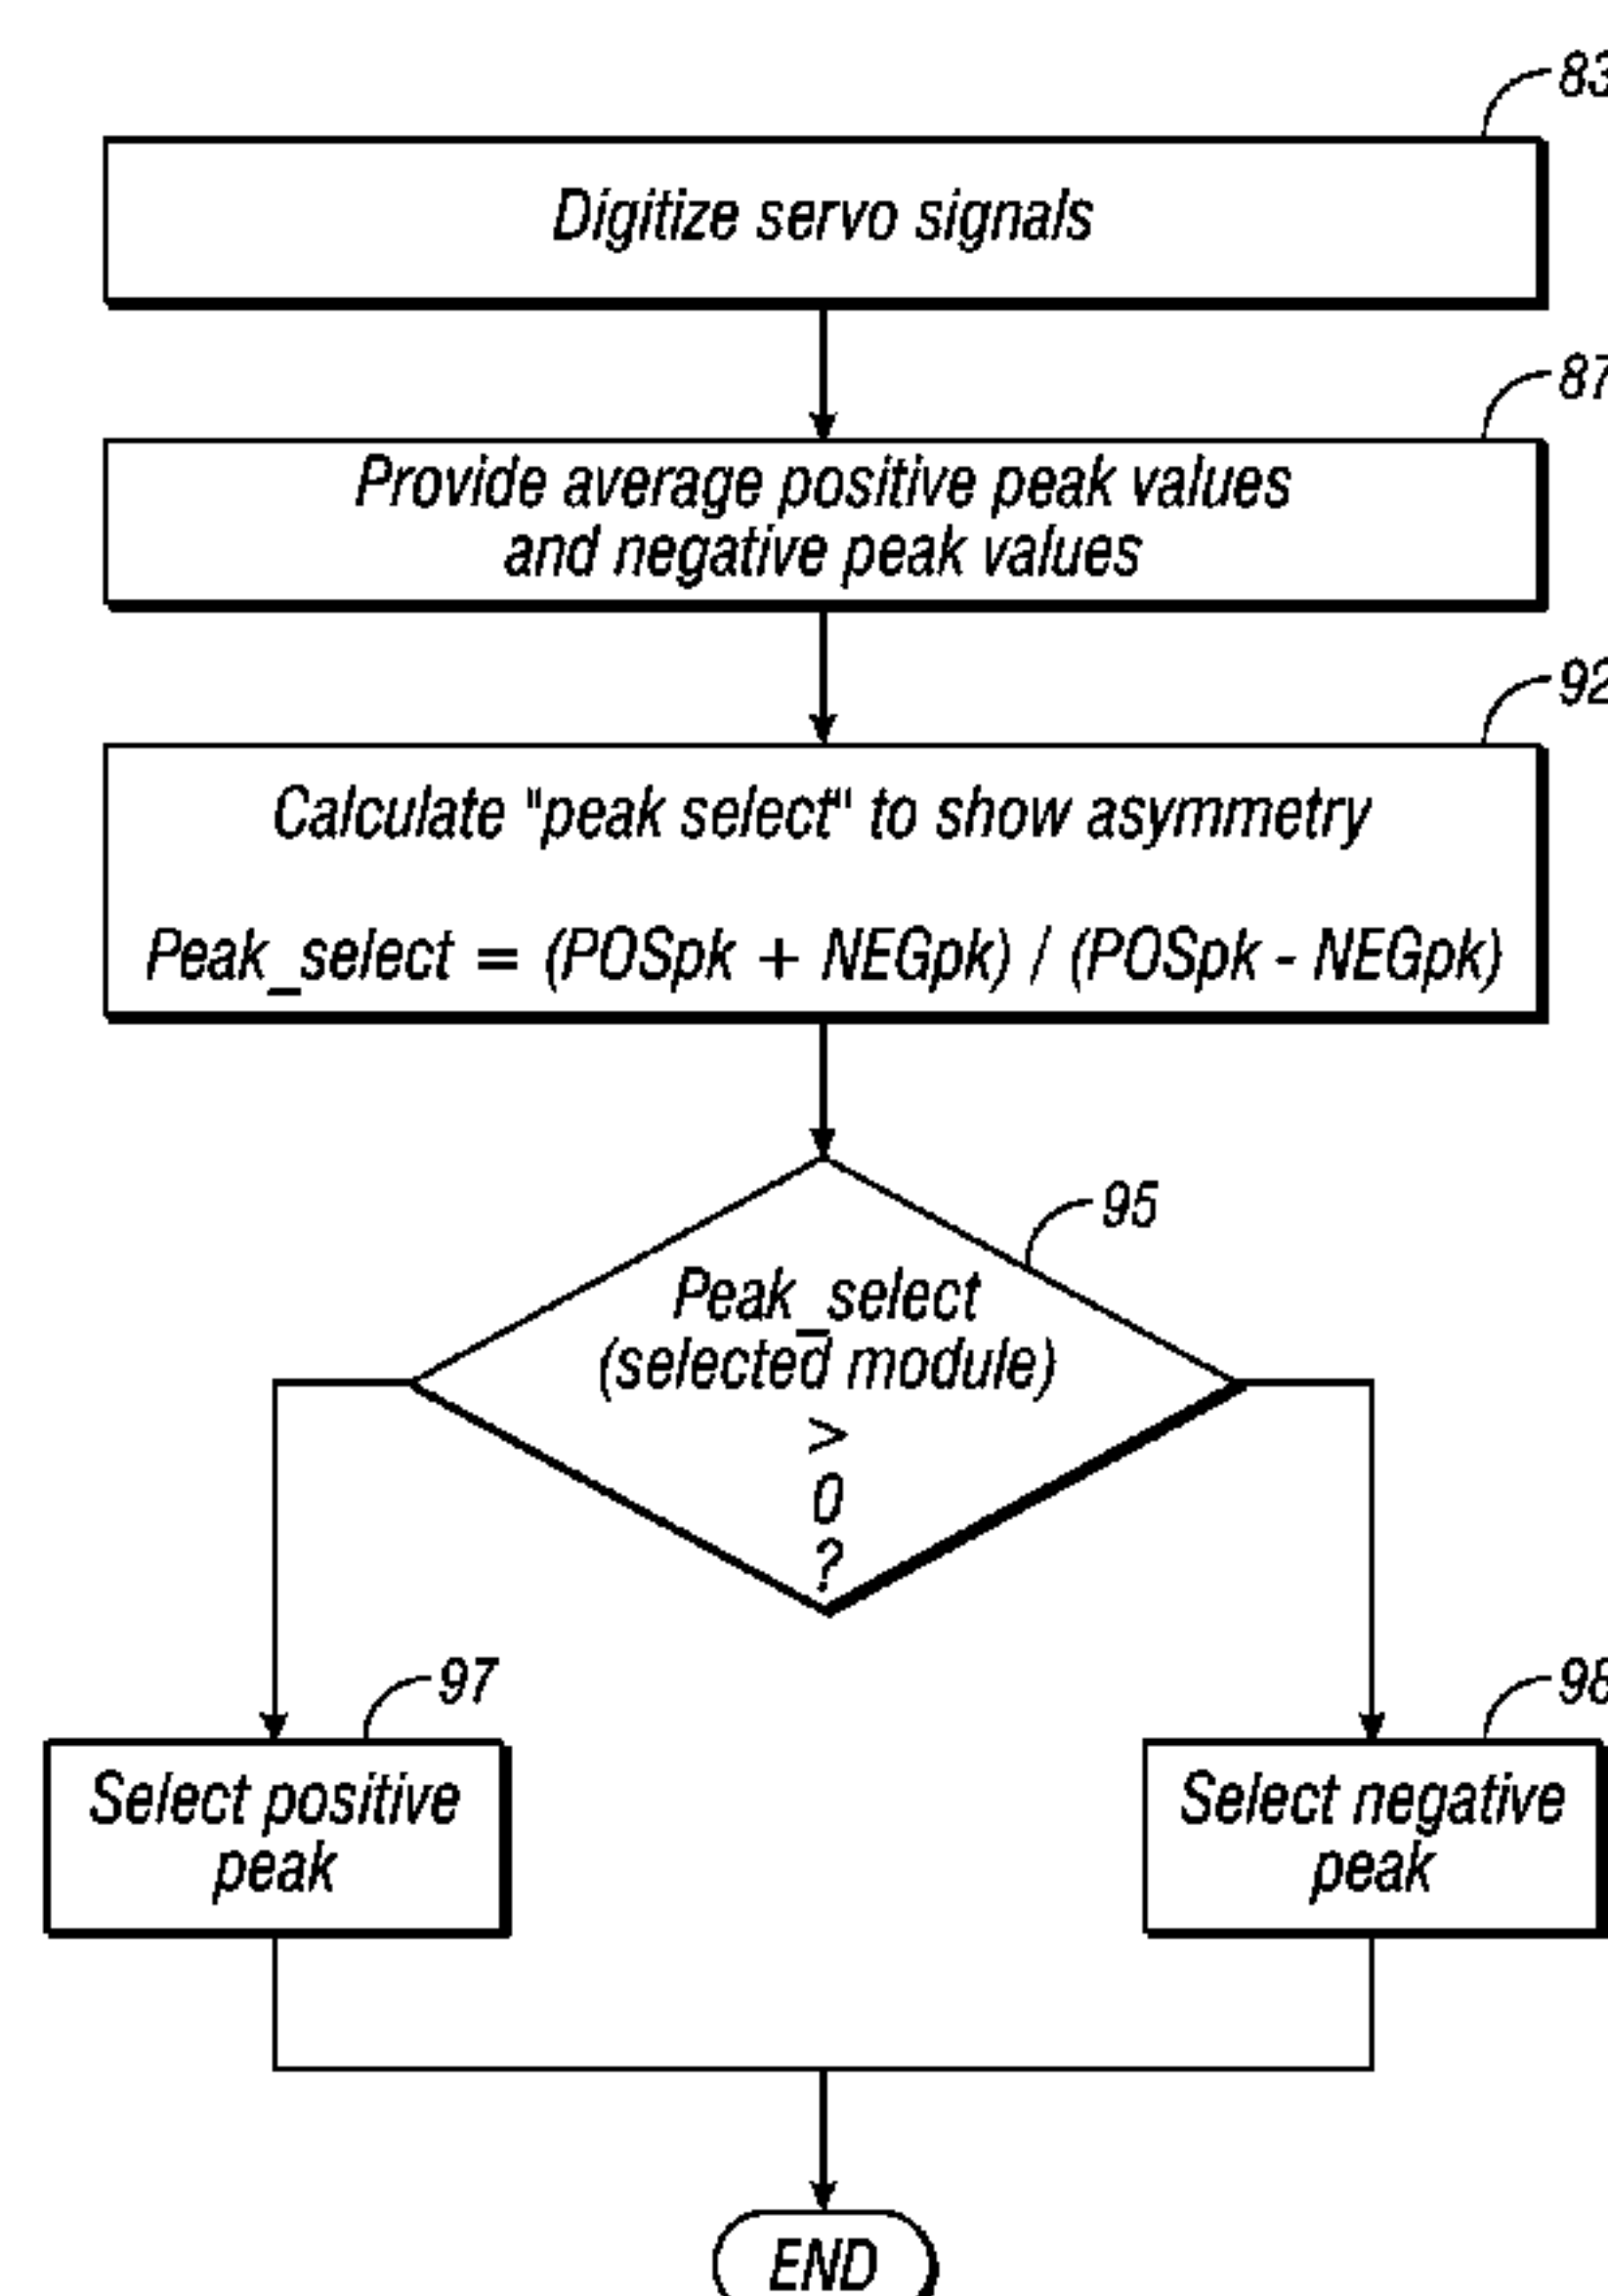 83
Digitize servo signals
87
Provide average positive peak values
and negative peak values
92
Calculate "peak select" to show asymmetry
Peak_select = (POSpk + NEGpk) / (POSpk - NEGpk)
95
Peak_select
(selected module)
>
0
?
97
98
Select positive
peak
Select negative
peak
END